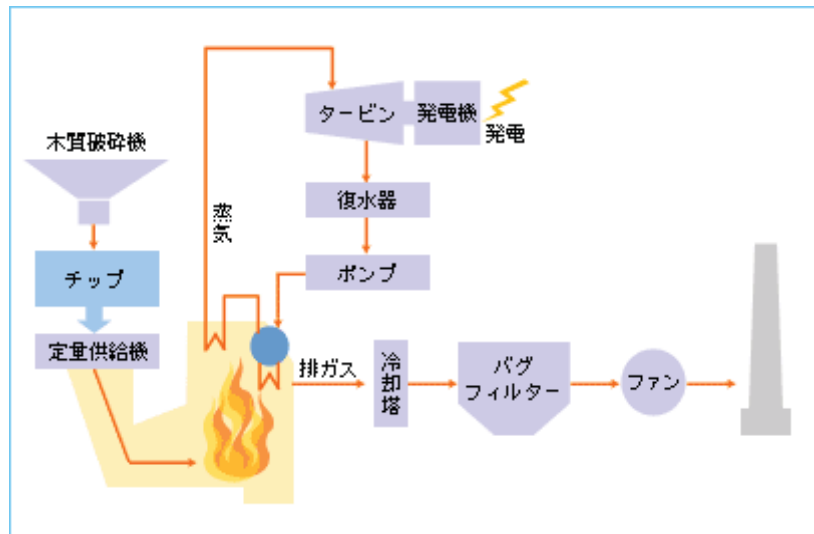 タービン
発電機
発電
木質破砕機
復水器
蒸気
ポンプ
チップ
定量供給機
排ガス
冷却塔
バグ
フィルター
ファン